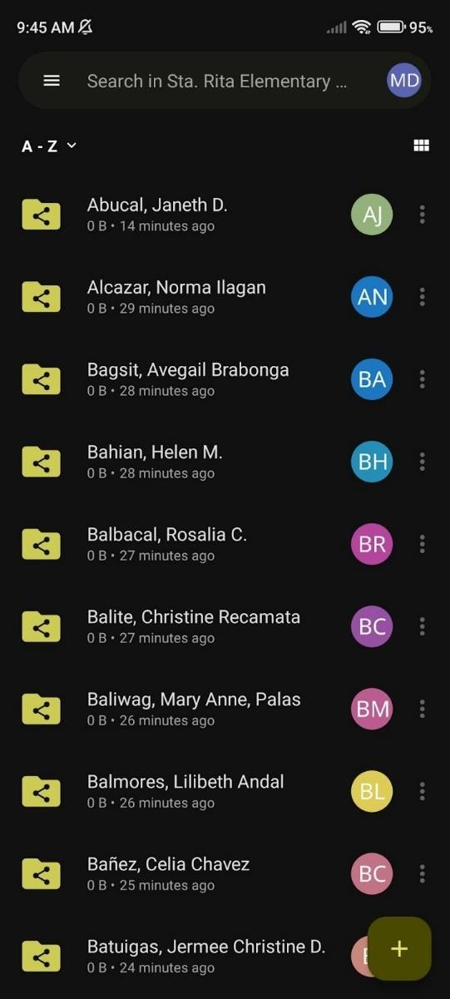 9:45 AM 95%
Search in Sta. Rita Elementary ... MD
A - Z
Abucal, Janeth D.
0 B • 14 minutes ago
AJ
Alcazar, Norma Ilagan
0 B • 29 minutes ago
AN
Bagsit, Avegail Brabonga
0 B • 28 minutes ago
BA
Bahian, Helen M.
0 B • 28 minutes ago
BH
Balbacal, Rosalia C.
0 B • 27 minutes ago
BR
Balite, Christine Recamata
0 B • 27 minutes ago
BC
Baliwag, Mary Anne, Palas
0 B • 26 minutes ago
BM
Balmores, Lilibeth Andal
0 B • 26 minutes ago
BL
Bañez, Celia Chavez
0 B • 25 minutes ago
BC
Batuigas, Jermee Christine D.
0 B • 24 minutes ago
+